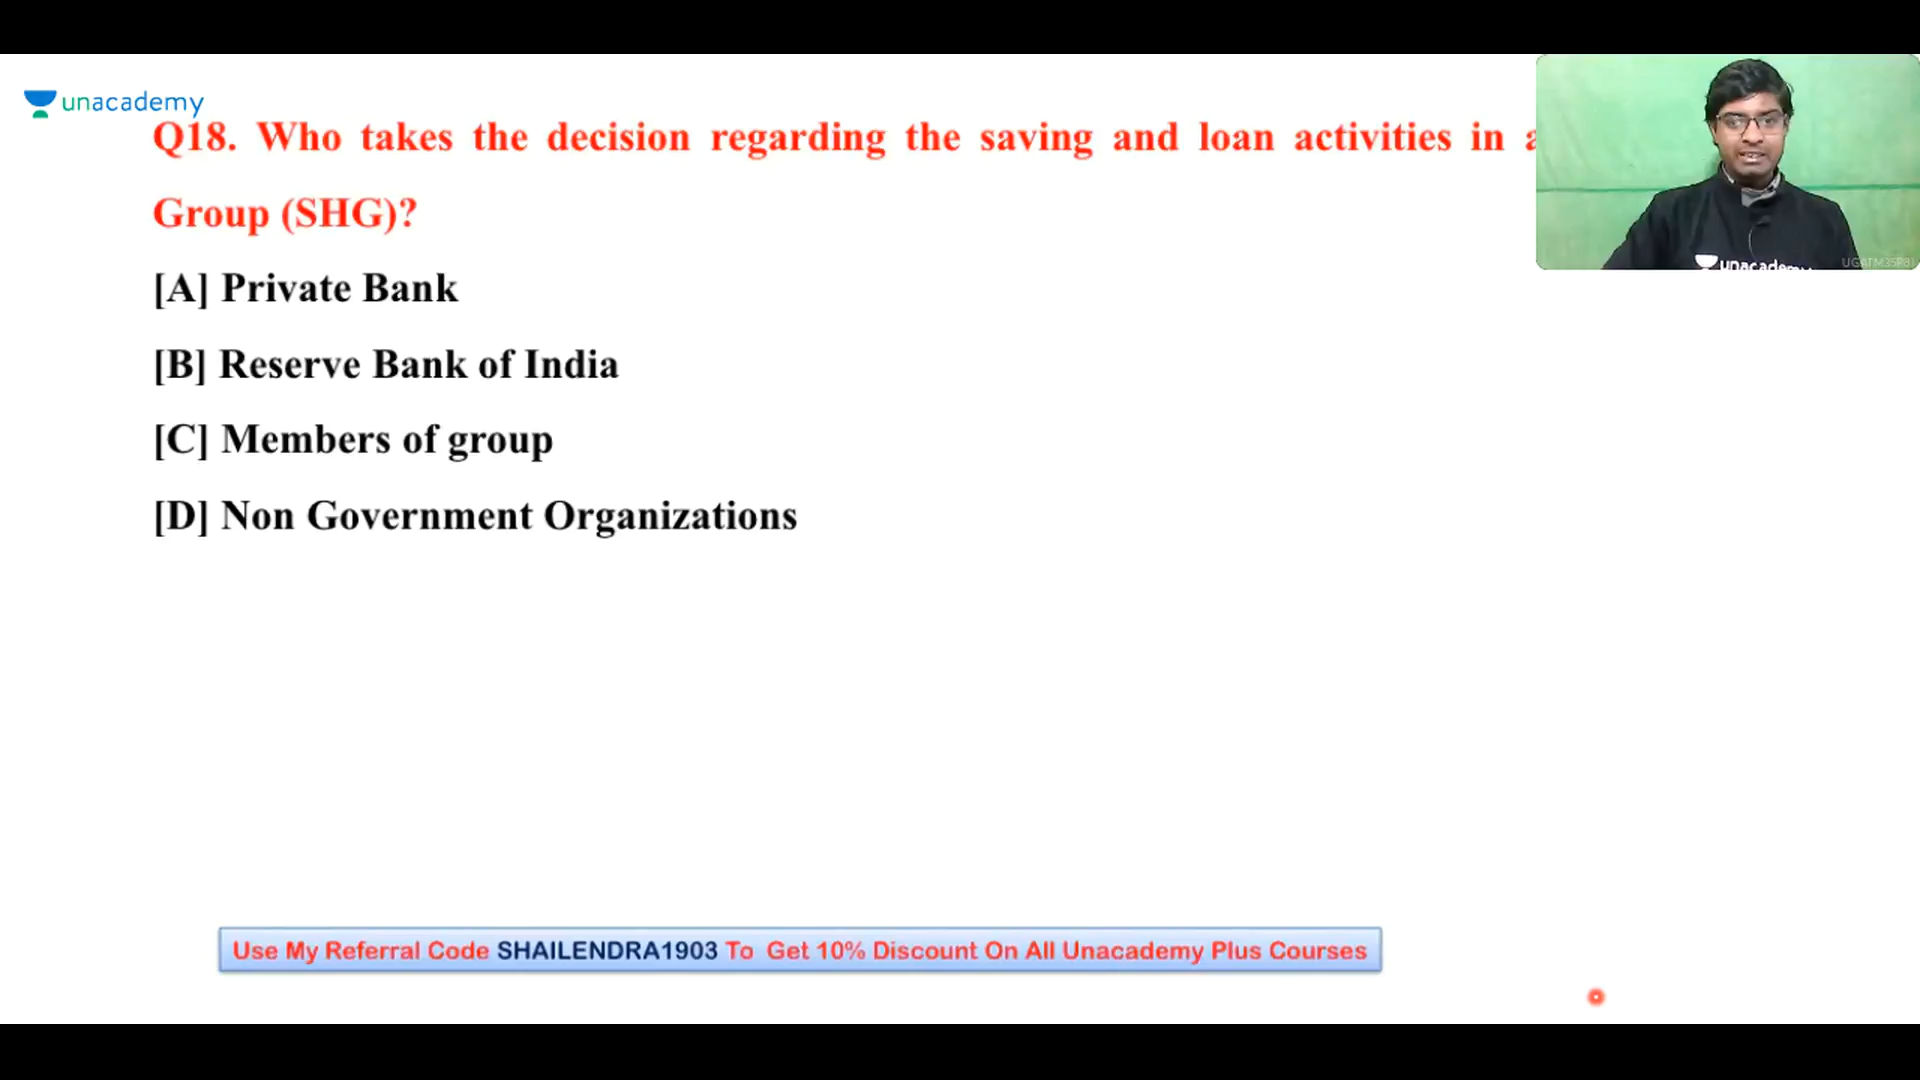 unacademy
Q18. Who takes the decision regarding the saving and loan activities in
Group (SHG)?
[A] Private Bank
[B] Reserve Bank of India
[C] Members of group
[D] Non Government Organizations
unacademy
Use My Referral Code SHAILENDRA1903 To Get 10% Discount On All Unacademy Plus Courses